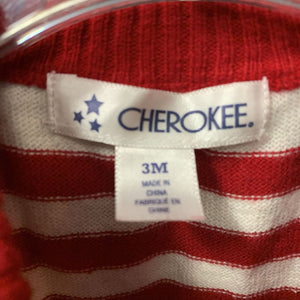 CHEROKEE.
3M
MADE IN
CHINA
FABRIQUÉ EN
CHINE